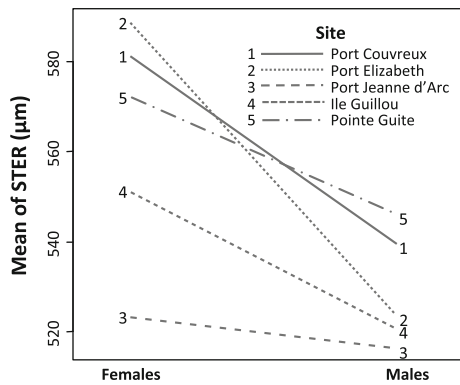 Mean of STER (μm)
580
560
540
520
Site
1 Port Couvreux
2 Port Elizabeth
3 Port Jeanne d'Arc
4 Ile Guillou
5 Pointe Guite
2
1
5
4
3
5
1
2
4
3
Females Males